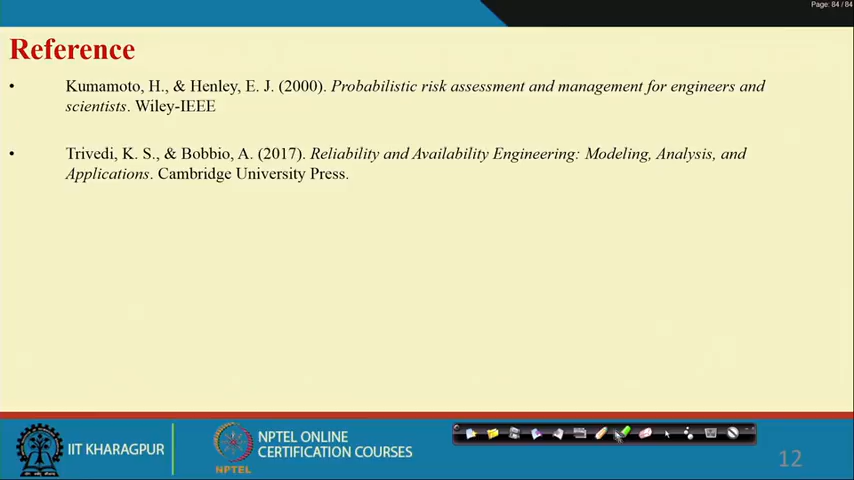 Page: 84 / 84
Reference
• Kumamoto, H., & Henley, E. J. (2000). Probabilistic risk assessment and management for engineers and
scientists. Wiley-IEEE
• Trivedi, K. S., & Bobbio, A. (2017). Reliability and Availability Engineering: Modeling, Analysis, and
Applications. Cambridge University Press.
IIT KHARAGPUR
NPTEL
NPTEL ONLINE
CERTIFICATION COURSES
12